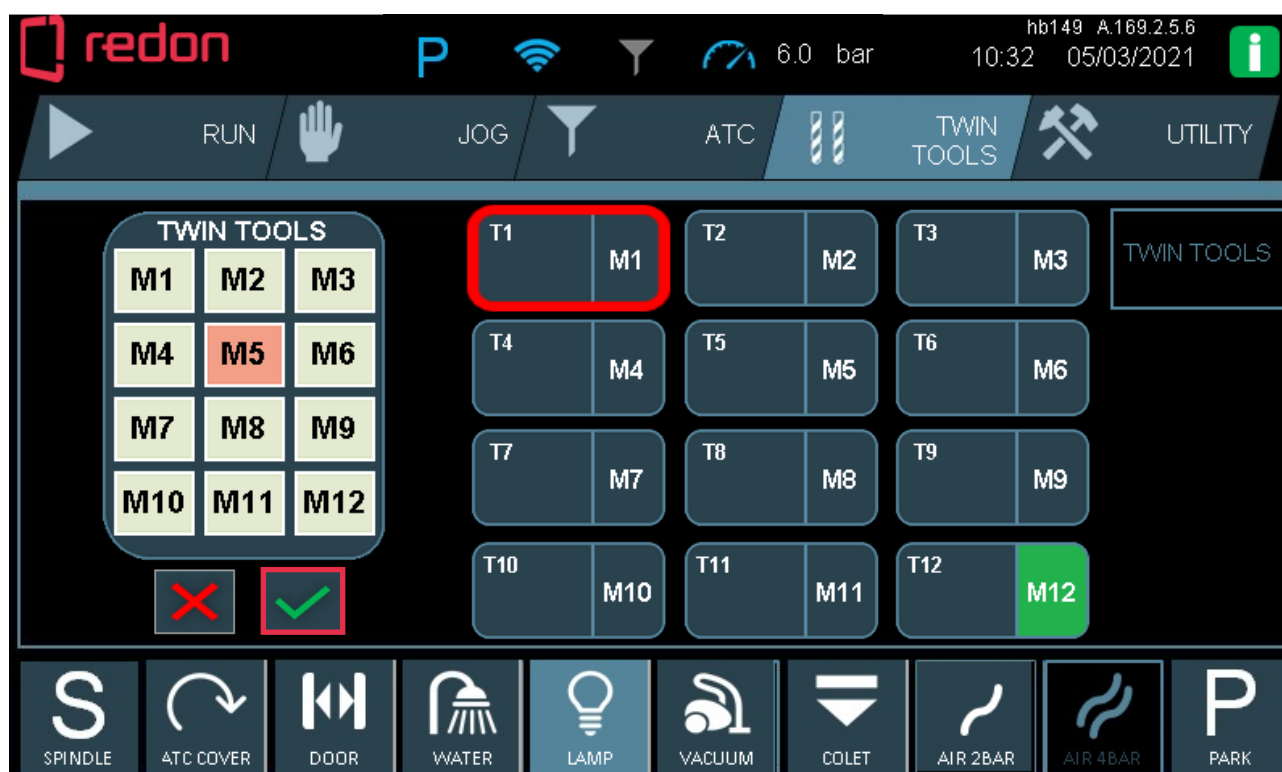 redon
P
6.0 bar
hb149 A.169.2.5.6
10:32 05/03/2021
i
RUN
JOG
ATC
TWIN
TOOLS
UTILITY
TWIN TOOLS
M1 M2 M3
M4 M5 M6
M7 M8 M9
M10 M11 M12
T1 M1
T2 M2
T3 M3
T4 M4
T5 M5
T6 M6
T7 M7
T8 M8
T9 M9
T10 M10
T11 M11
T12 M12
TWIN TOOLS
S
SPINDLE
ATC COVER
DOOR
WATER
LAMP
VACUUM
COLET
AIR 2BAR
AIR 4BAR
P
PARK